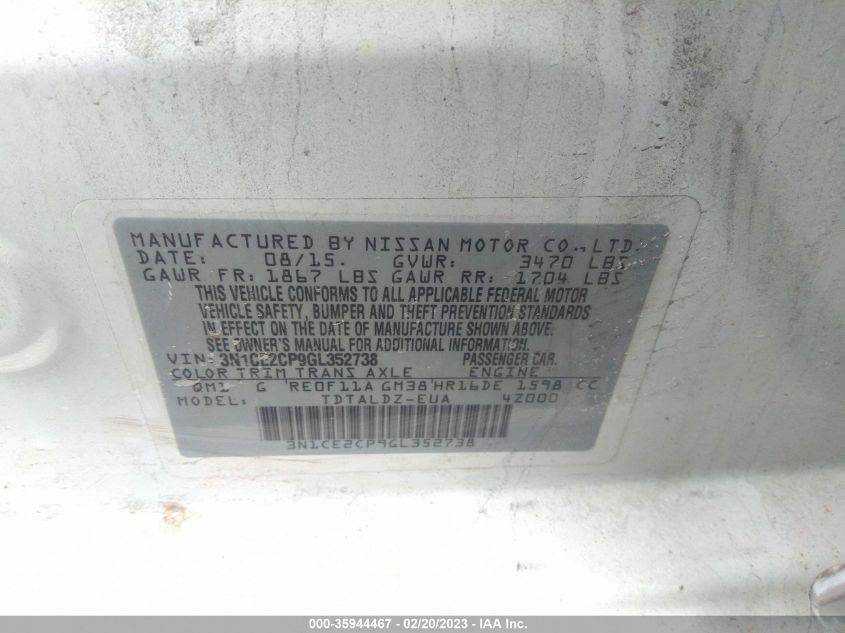 MANUFACTURED BY NISSAN MOTOR CO., LTD.
DATE: 08/15. GVWR: 3470 LBS
GAWR FR: 1867 LBS GAWR RR: 1704 LBS
THIS VEHICLE CONFORMS TO ALL APPLICABLE FEDERAL MOTOR
VEHICLE SAFETY, BUMPER AND THEFT PREVENTION STANDARDS
IN EFFECT ON THE DATE OF MANUFACTURE SHOWN ABOVE.
SEE OWNER'S MANUAL FOR ADDITIONAL INFORMATION.
VIN: 3N1CE2CP9GL352738 PASSENGER CAR.
COLOR TRIM TRANS AXLE ENGINE
QM1 G RE0F11A GM38 HR16DE 1598 CC
MODEL: TDTALDZ-EUA 4Z000
3N1CE2CP9GL352738
000-35944467 - 02/20/2023 - IAA Inc.